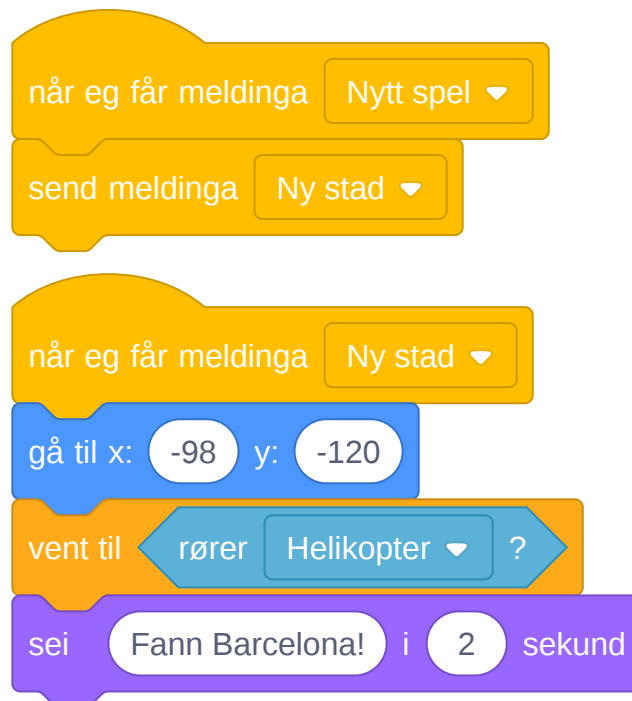 når eg får meldinga Nytt spel
send meldinga Ny stad
når eg får meldinga Ny stad
gå til x: -98 y: -120
vent til rører Helikopter ?
sei Fann Barcelona! i 2 sekund